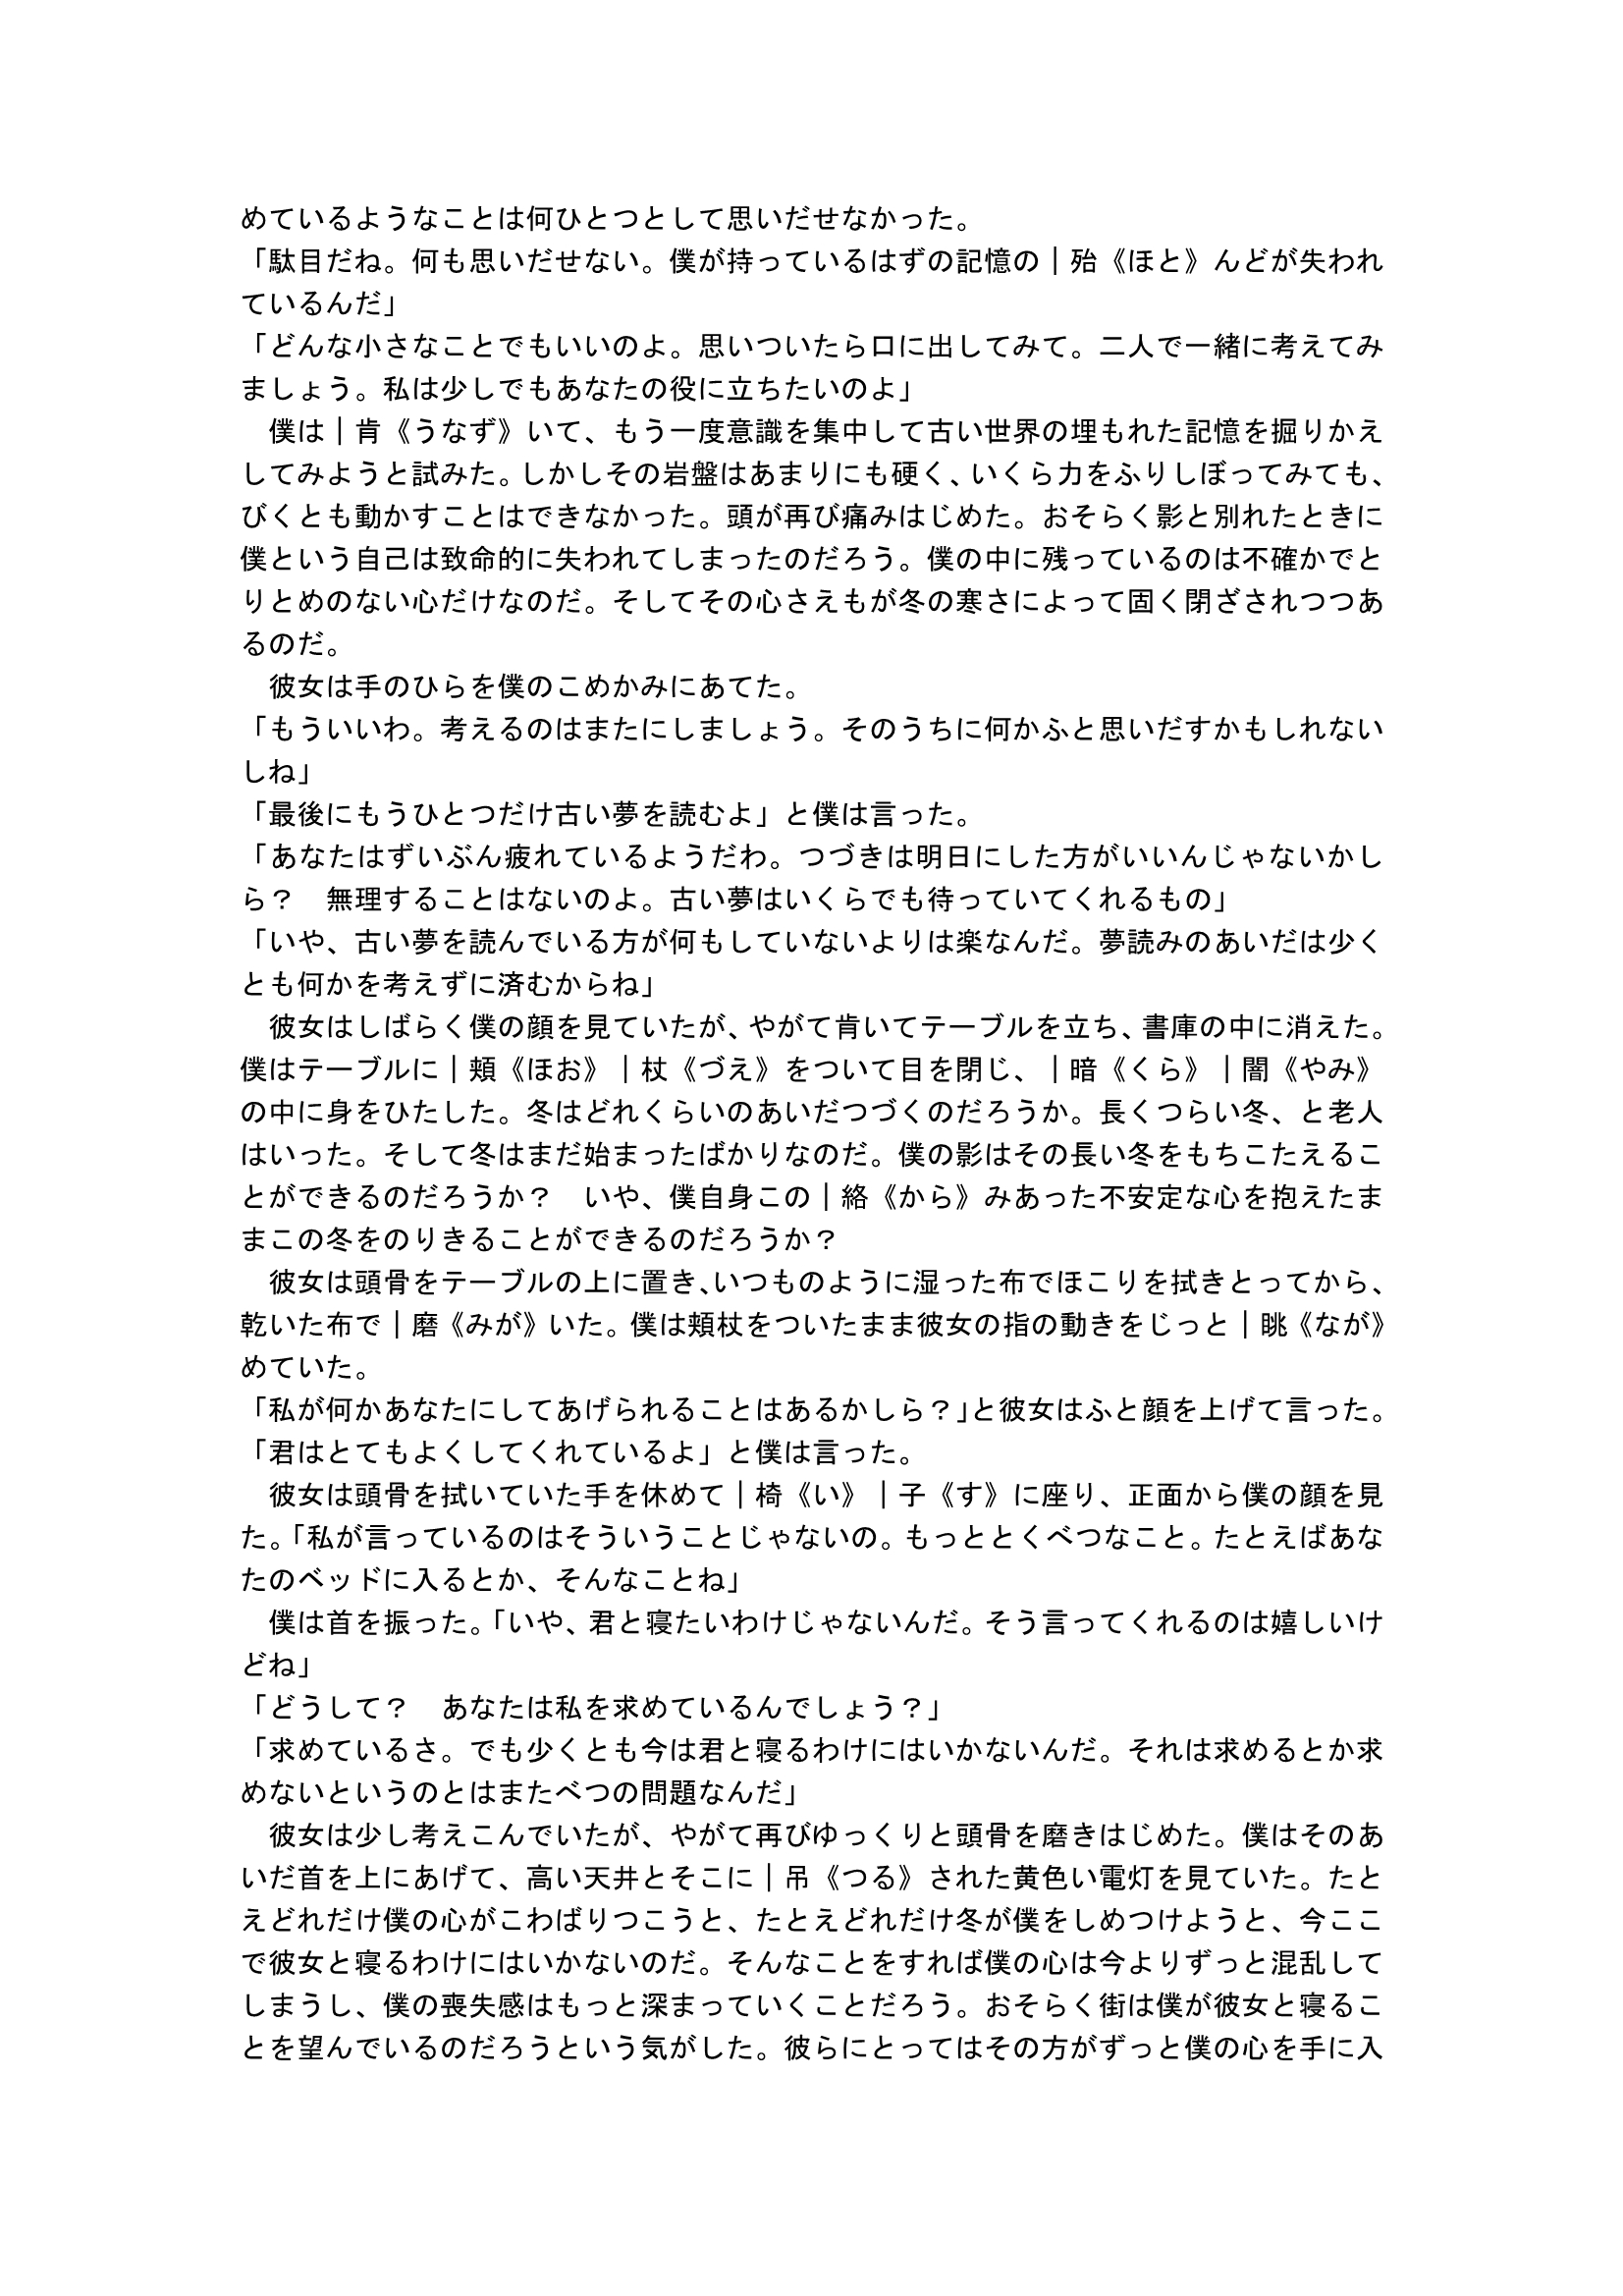 めているようなことは何ひとつとして思いだせなかった。
「駄目だね。何も思いだせない。僕が持っているはずの記憶の｜殆《ほと》んどが失われ
ているんだ」
「どんな小さなことでもいいのよ。思いついたら口に出してみて。二人で一緒に考えてみ
ましょう。私は少しでもあなたの役に立ちたいのよ」
　僕は｜肯《うなず》いて、もう一度意識を集中して古い世界の埋もれた記憶を掘りかえ
してみようと試みた。しかしその岩盤はあまりにも硬く、いくら力をふりしぼってみても、
びくとも動かすことはできなかった。頭が再び痛みはじめた。おそらく影と別れたときに
僕という自己は致命的に失われてしまったのだろう。僕の中に残っているのは不確かでと
りとめのない心だけなのだ。そしてその心さえもが冬の寒さによって固く閉ざされつつあ
るのだ。
　彼女は手のひらを僕のこめかみにあてた。
「もういいわ。考えるのはまたにしましょう。そのうちに何かふと思いだすかもしれない
しね」
「最後にもうひとつだけ古い夢を読むよ」と僕は言った。
「あなたはずいぶん疲れているようだわ。つづきは明日にした方がいいんじゃないかし
ら？　無理することはないのよ。古い夢はいくらでも待っていてくれるもの」
「いや、古い夢を読んでいる方が何もしていないよりは楽なんだ。夢読みのあいだは少く
とも何かを考えずに済むからね」
　彼女はしばらく僕の顔を見ていたが、やがて肯いてテーブルを立ち、書庫の中に消えた。
僕はテーブルに｜頬《ほお》｜杖《づえ》をついて目を閉じ、｜暗《くら》｜闇《やみ》
の中に身をひたした。冬はどれくらいのあいだつづくのだろうか。長くつらい冬、と老人
はいった。そして冬はまだ始まったばかりなのだ。僕の影はその長い冬をもちこたえるこ
とができるのだろうか？　いや、僕自身この｜絡《から》みあった不安定な心を抱えたま
まこの冬をのりきることができるのだろうか？
　彼女は頭骨をテーブルの上に置き、いつものように湿った布でほこりを拭きとってから、
乾いた布で｜磨《みが》いた。僕は頬杖をついたまま彼女の指の動きをじっと｜眺《なが》
めていた。
「私が何かあなたにしてあげられることはあるかしら？」と彼女はふと顔を上げて言った。
「君はとてもよくしてくれているよ」と僕は言った。
　彼女は頭骨を拭いていた手を休めて｜椅《い》｜子《す》に座り、正面から僕の顔を見
た。「私が言っているのはそういうことじゃないの。もっととくべつなこと。たとえばあな
たのベッドに入るとか、そんなことね」
　僕は首を振った。「いや、君と寝たいわけじゃないんだ。そう言ってくれるのは嬉しいけ
どね」
「どうして？　あなたは私を求めているんでしょう？」
「求めているさ。でも少くとも今は君と寝るわけにはいかないんだ。それは求めるとか求
めないというのとはまたべつの問題なんだ」
　彼女は少し考えこんでいたが、やがて再びゆっくりと頭骨を磨きはじめた。僕はそのあ
いだ首を上にあげて、高い天井とそこに｜吊《つる》された黄色い電灯を見ていた。たと
えどれだけ僕の心がこわばりつこうと、たとえどれだけ冬が僕をしめつけようと、今ここ
で彼女と寝るわけにはいかないのだ。そんなことをすれば僕の心は今よりずっと混乱して
しまうし、僕の喪失感はもっと深まっていくことだろう。おそらく街は僕が彼女と寝るこ
とを望んでいるのだろうという気がした。彼らにとってはその方がずっと僕の心を手に入